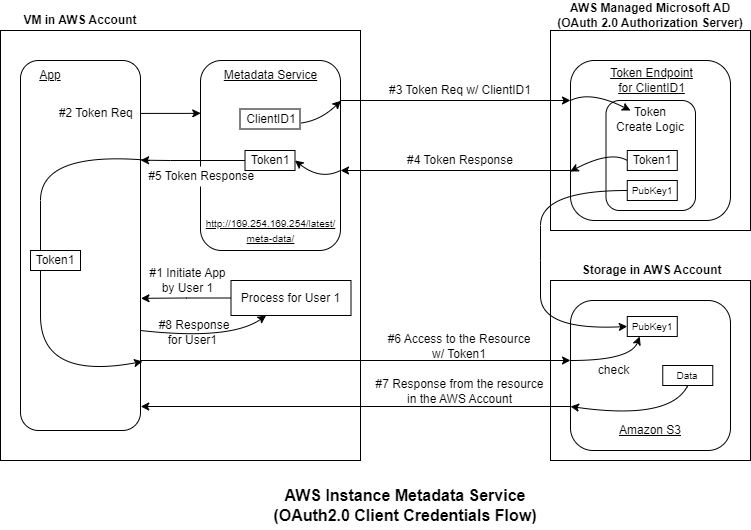 VM in AWS Account
AWS Managed Microsoft AD
(OAuth 2.0 Authorization Server)
App
Metadata Service
Token Endpoint
for ClientID1
#2 Token Req
ClientID1
#3 Token Req w/ ClientID1
Token
Create Logic
Token1
#4 Token Response
Token1
#5 Token Response
PubKey1
http://169.254.169.254/latest/
meta-data/
Token1
#1 Initiate App
by User 1
Process for User 1
#8 Response
for User1
Storage in AWS Account
PubKey1
#6 Access to the Resource
w/ Token1
check
#7 Response from the resource
in the AWS Account
Data
Amazon S3
AWS Instance Metadata Service
(OAuth2.0 Client Credentials Flow)